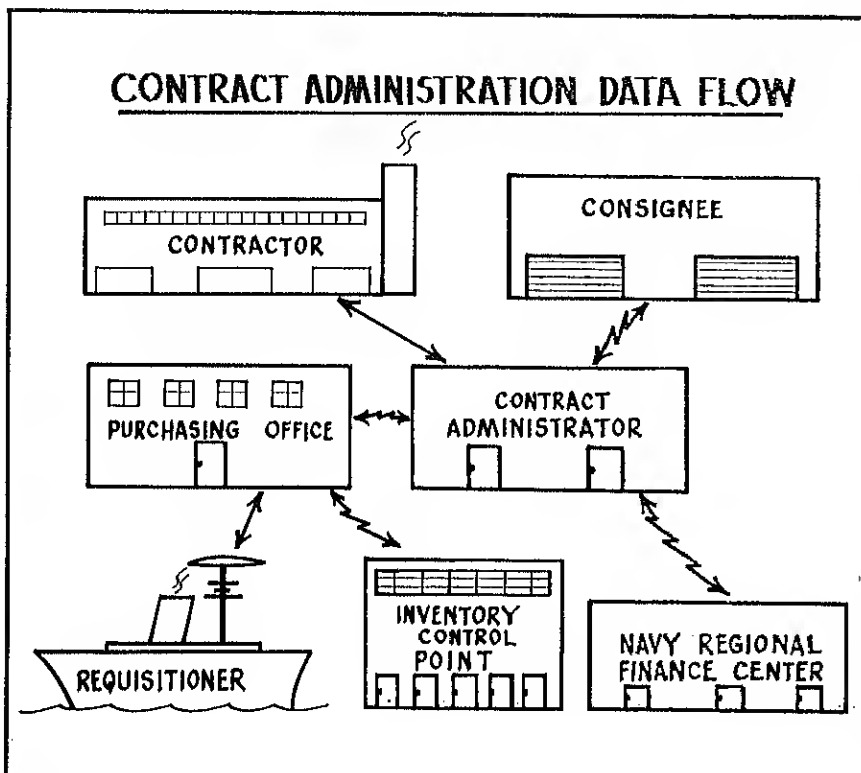 CONTRACT ADMINISTRATION DATA FLOW
CONTRACTOR
CONSIGNEE
PURCHASING OFFICE
CONTRACT
ADMINISTRATOR
REQUISITIONER
INVENTORY
CONTROL
POINT
NAVY REGIONAL
FINANCE CENTER